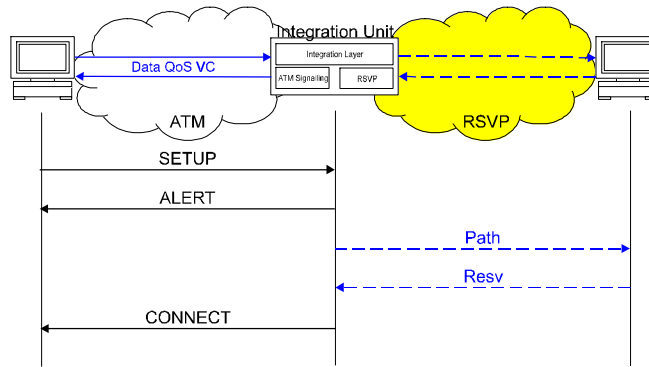 Integration Unit
Integration Layer
Data QoS VC
ATM Signalling
RSVP
ATM
RSVP
SETUP
ALERT
Path
Resv
CONNECT